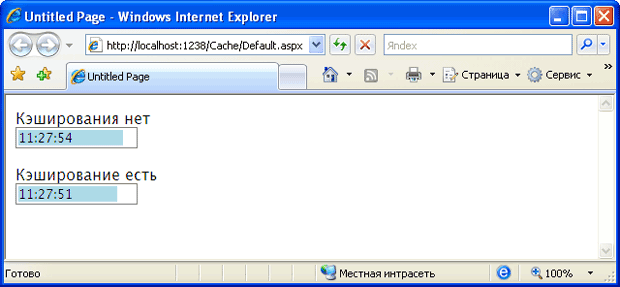 Untitled Page - Windows Internet Explorer
http://localhost:1238/Cache/Default.aspx
Яndex
Untitled Page
Страница
Сервис
»
Кэширования нет
11:27:54
Кэширование есть
11:27:51
Готово
Местная интрасеть
100%